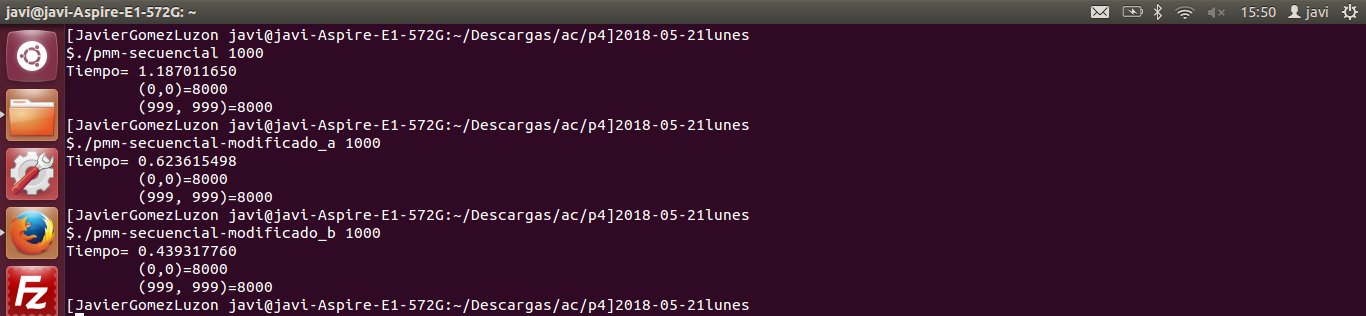 javi@javi-Aspire-E1-572G: ~
15:50 javi
[JavierGomezLuzon javi@javi-Aspire-E1-572G:~/Descargas/ac/p4]2018-05-21lunes
$./pmm-secuencial 1000
Tiempo= 1.187011650
(0,0)=8000
(999, 999)=8000
[JavierGomezLuzon javi@javi-Aspire-E1-572G:~/Descargas/ac/p4]2018-05-21lunes
$./pmm-secuencial-modificado_a 1000
Tiempo= 0.623615498
(0,0)=8000
(999, 999)=8000
[JavierGomezLuzon javi@javi-Aspire-E1-572G:~/Descargas/ac/p4]2018-05-21lunes
$./pmm-secuencial-modificado_b 1000
Tiempo= 0.439317760
(0,0)=8000
(999, 999)=8000
[JavierGomezLuzon javi@javi-Aspire-E1-572G:~/Descargas/ac/p4]2018-05-21lunes
Fz